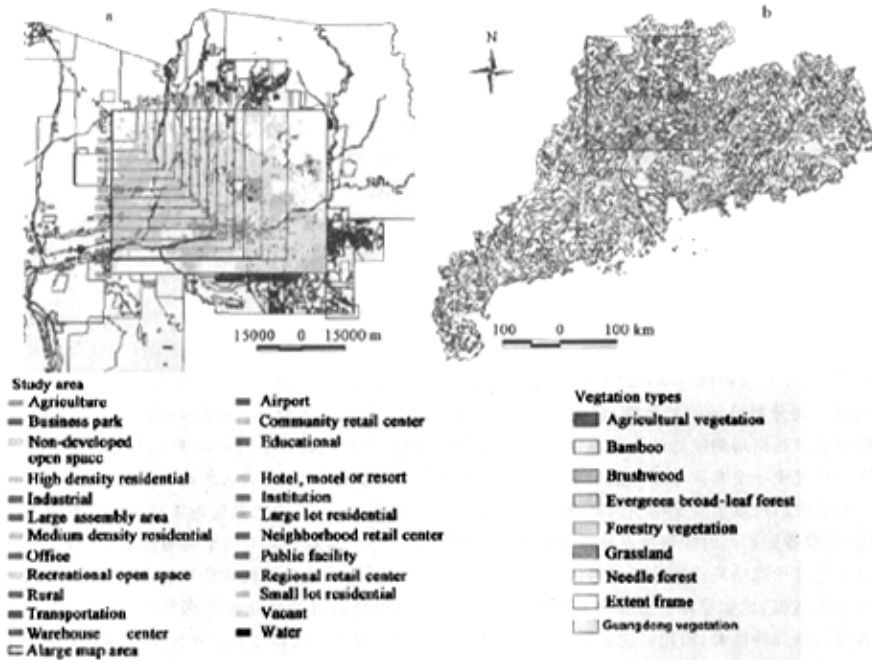 a
b
N
15000 0 15000 m
100 0 100 km
Study area
Agriculture
Business park
Non-developed
open space
High density residential
Industrial
Large assembly area
Medium density residential
Office
Recreational open space
Rural
Transportation
Warehouse center
Alarge map area
Airport
Community retail center
Educational
Hotel, motel or resort
Institution
Large lot residential
Neighborhood retail center
Public facility
Regional retail center
Small lot residential
Vacant
Water
Vegtation types
Agricultural vegetation
Bamboo
Brushwood
Evergreen broad-leaf forest
Forestry vegetation
Grassland
Needle forest
Extent frame
Guangdong vegetation